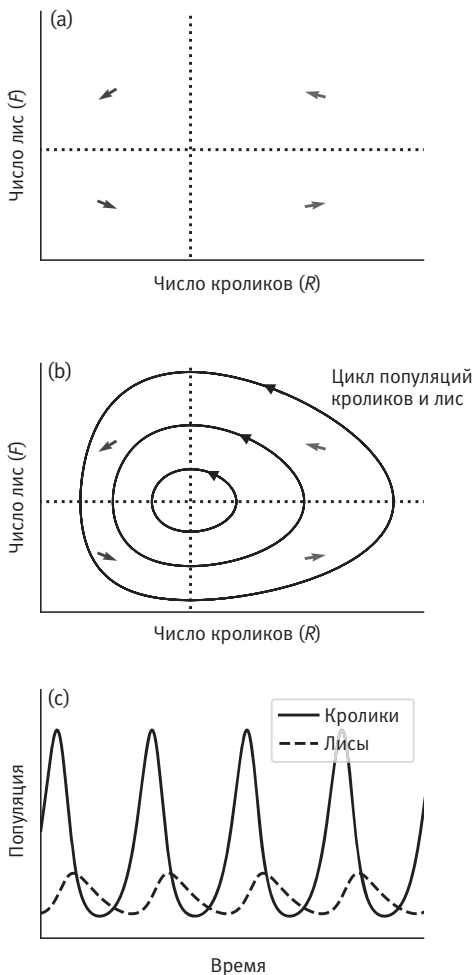 (a)
Число лис (F)
Число кроликов (R)
(b)
Цикл популяций
кроликов и лис
Число лис (F)
Число кроликов (R)
(c)
Кролики
Лисы
Популяция
Время